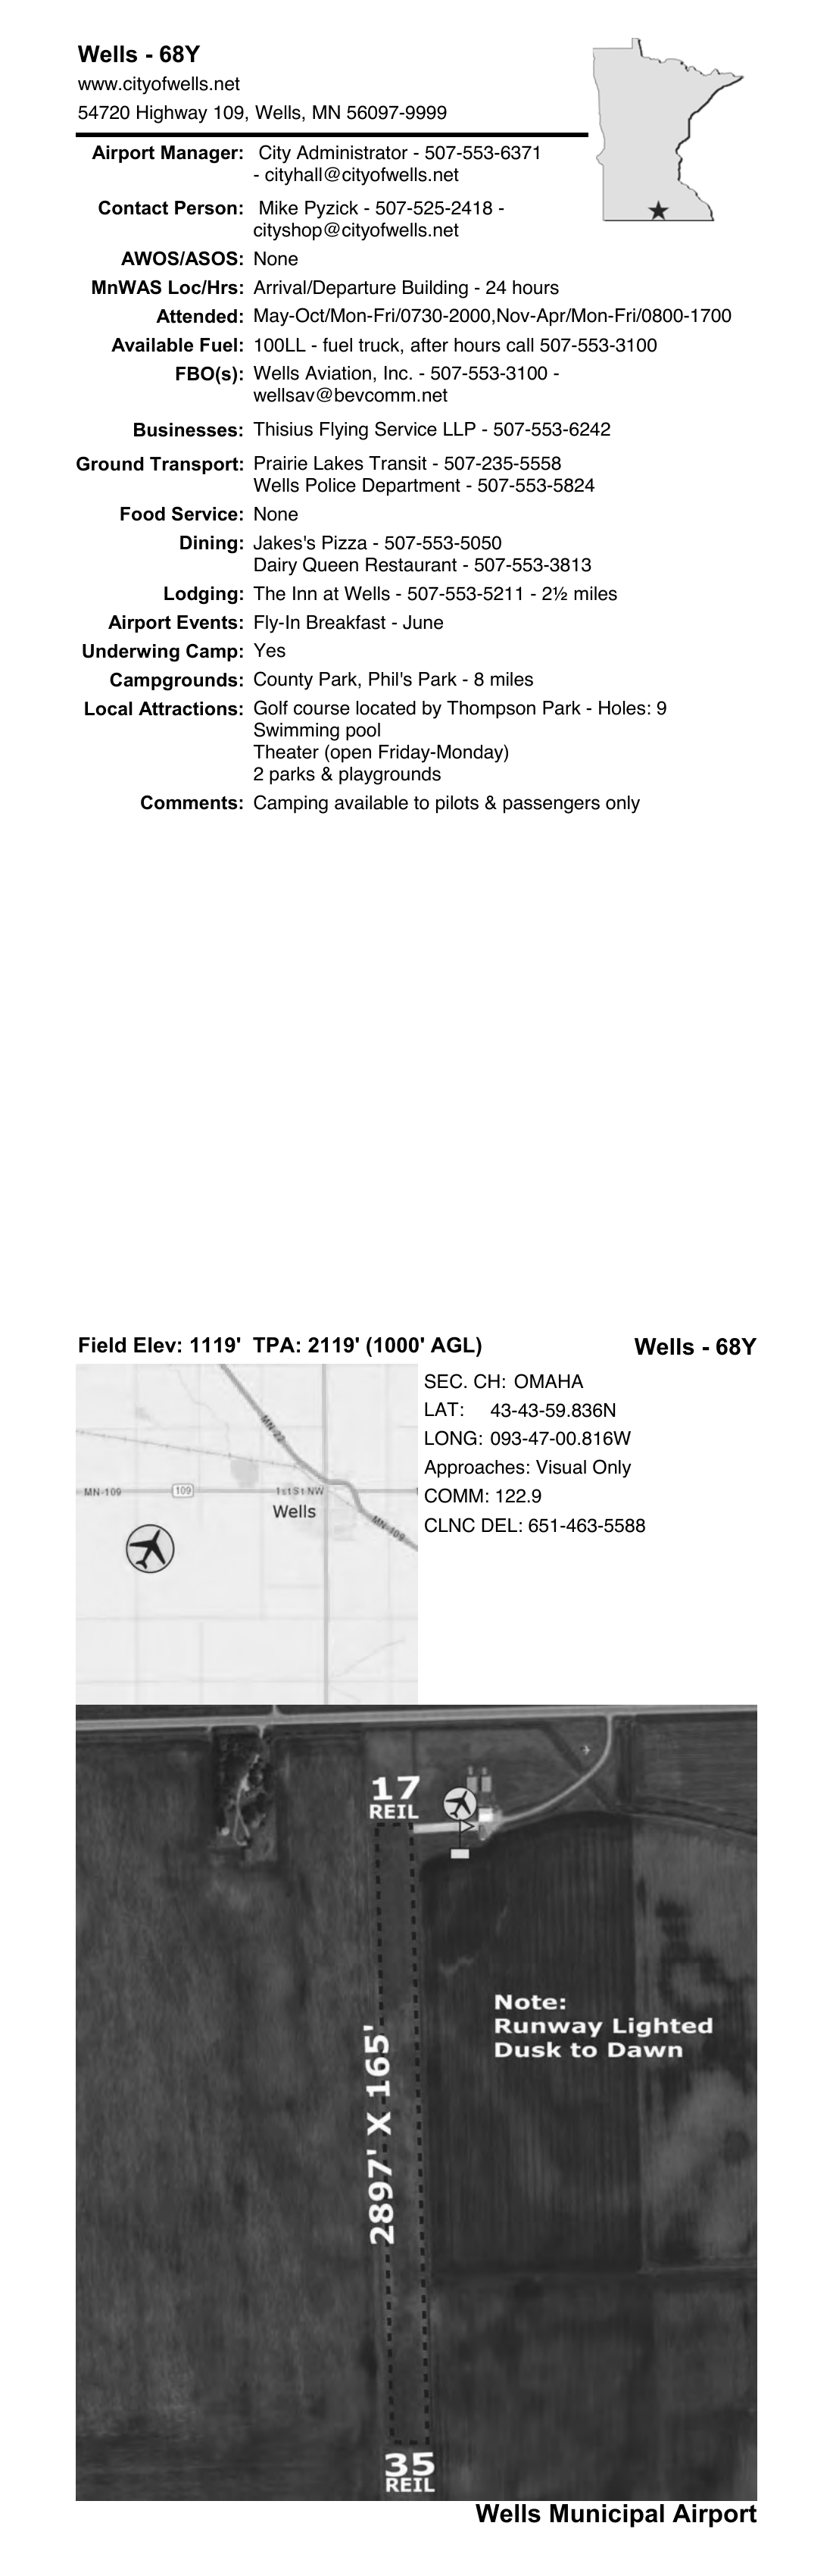 Wells - 68Y
www.cityofwells.net
54720 Highway 109, Wells, MN 56097-9999
Airport Manager: City Administrator - 507-553-6371
- cityhall@cityofwells.net
Contact Person: Mike Pyzick - 507-525-2418 -
cityshop@cityofwells.net
AWOS/ASOS: None
MnWAS Loc/Hrs: Arrival/Departure Building - 24 hours
Attended: May-Oct/Mon-Fri/0730-2000,Nov-Apr/Mon-Fri/0800-1700
Available Fuel: 100LL - fuel truck, after hours call 507-553-3100
FBO(s): Wells Aviation, Inc. - 507-553-3100 -
wellsav@bevcomm.net
Businesses: Thisius Flying Service LLP - 507-553-6242
Ground Transport: Prairie Lakes Transit - 507-235-5558
Wells Police Department - 507-553-5824
Food Service: None
Dining: Jakes's Pizza - 507-553-5050
Dairy Queen Restaurant - 507-553-3813
Lodging: The Inn at Wells - 507-553-5211 - 2½ miles
Airport Events: Fly-In Breakfast - June
Underwing Camp: Yes
Campgrounds: County Park, Phil's Park - 8 miles
Local Attractions: Golf course located by Thompson Park - Holes: 9
Swimming pool
Theater (open Friday-Monday)
2 parks & playgrounds
Comments: Camping available to pilots & passengers only
Field Elev: 1119' TPA: 2119' (1000' AGL)
Wells - 68Y
SEC. CH: OMAHA
LAT: 43-43-59.836N
LONG: 093-47-00.816W
Approaches: Visual Only
COMM: 122.9
CLNC DEL: 651-463-5588
MN-22
MN-109
109
1st St NW
Wells
MN-109
17
REIL
Note:
Runway Lighted
Dusk to Dawn
2897' X 165'
35
REIL
Wells Municipal Airport